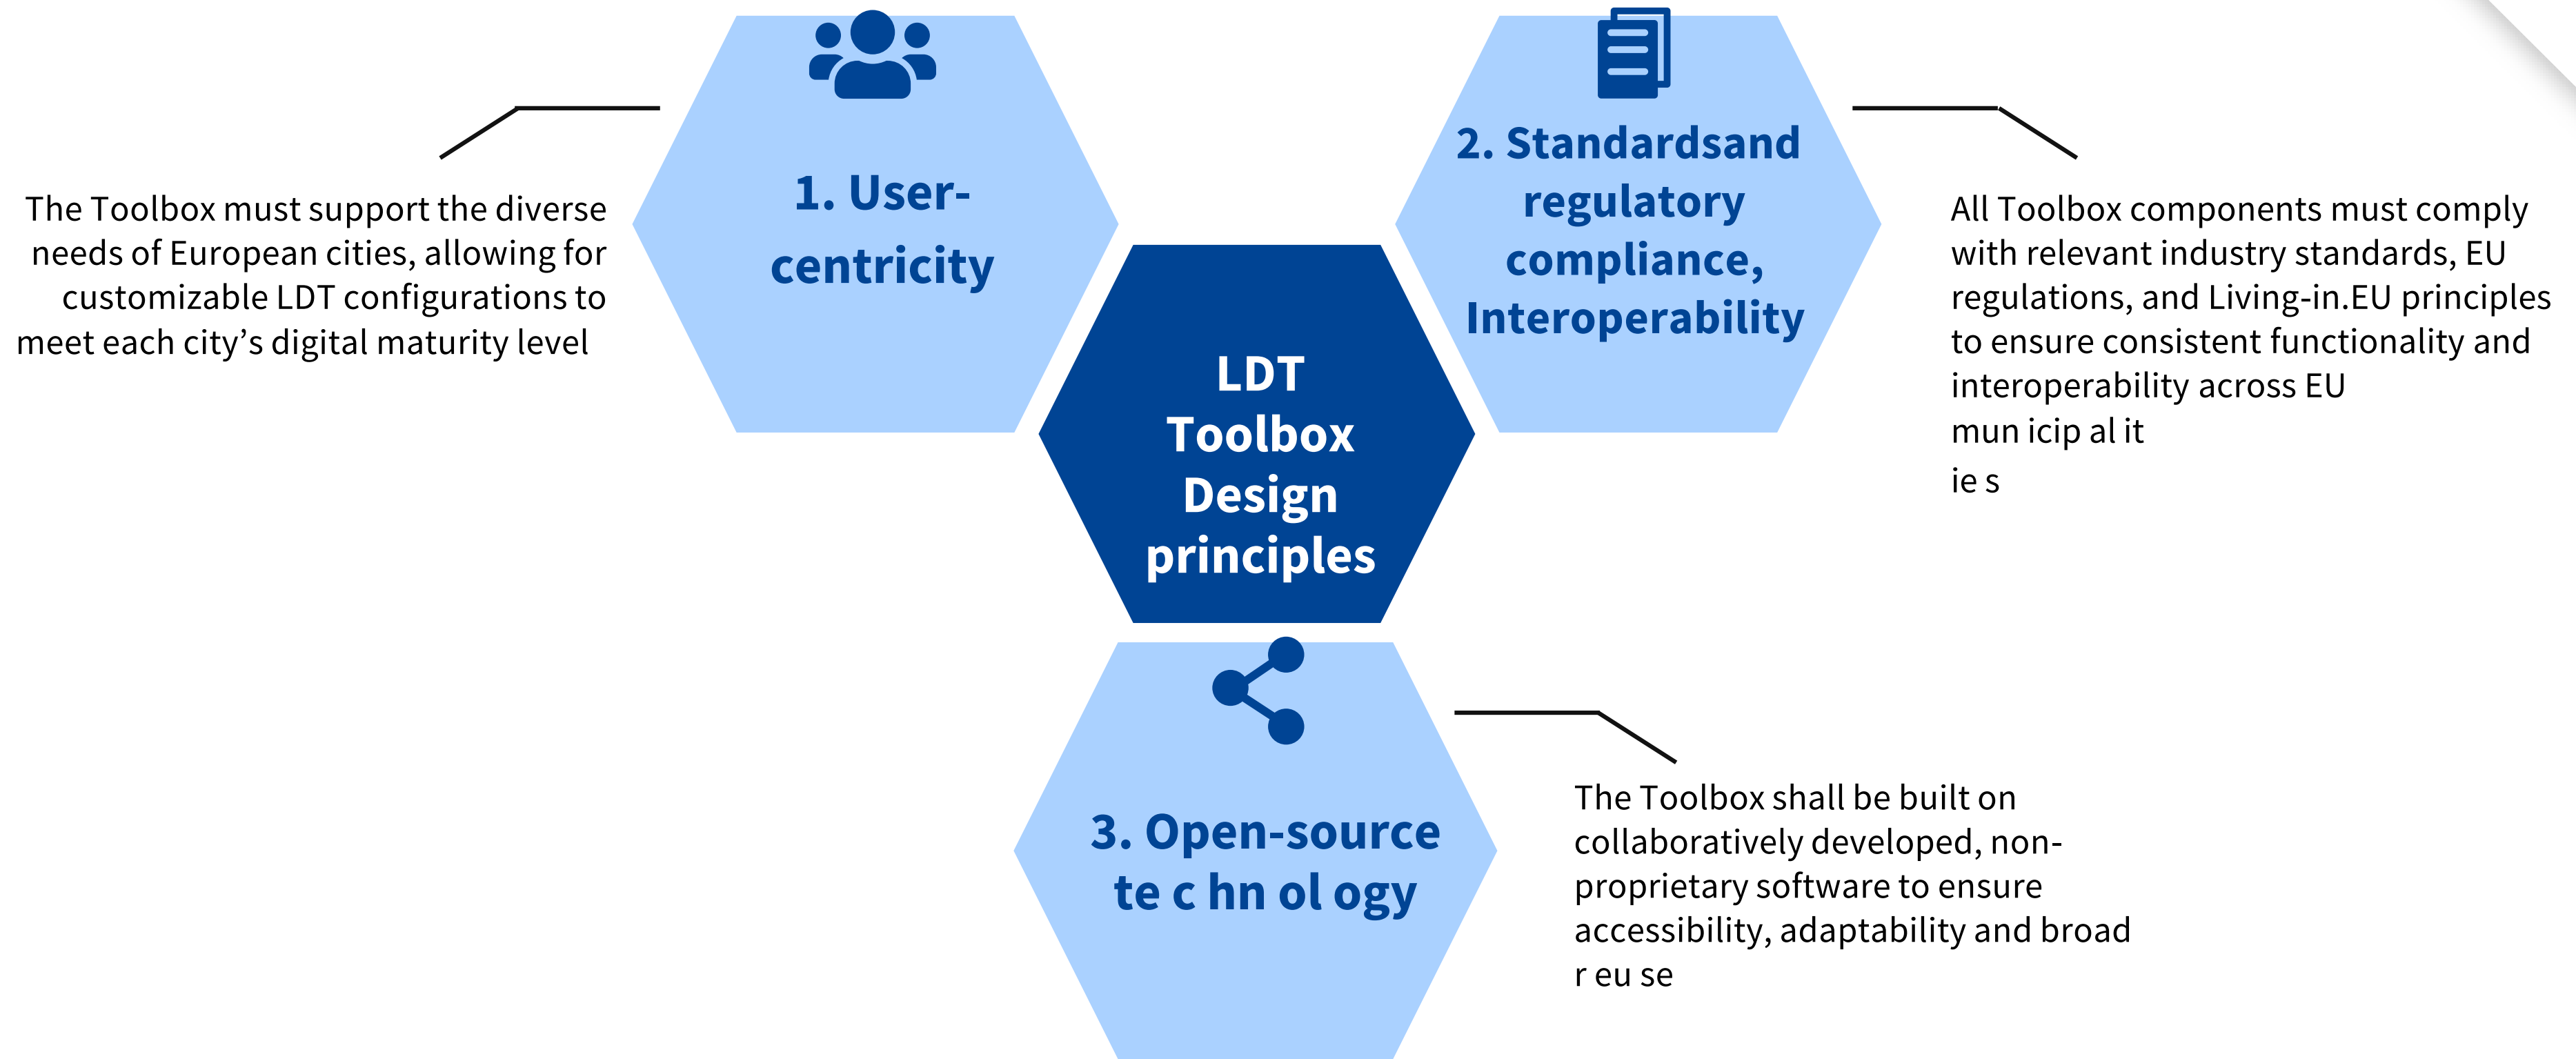 1. User-
centricity
The Toolbox must support the diverse
needs of European cities, allowing for
customizable LDT configurations to
meet each city’s digital maturity level
2. Standardsand
regulatory
compliance,
Interoperability
All Toolbox components must comply
with relevant industry standards, EU
regulations, and Living-in.EU principles
to ensure consistent functionality and
interoperability across EU
mun icip al it
ie s
LDT
Toolbox
Design
principles
3. Open-source
te c hn ol ogy
The Toolbox shall be built on
collaboratively developed, non-
proprietary software to ensure
accessibility, adaptability and broad
r eu se